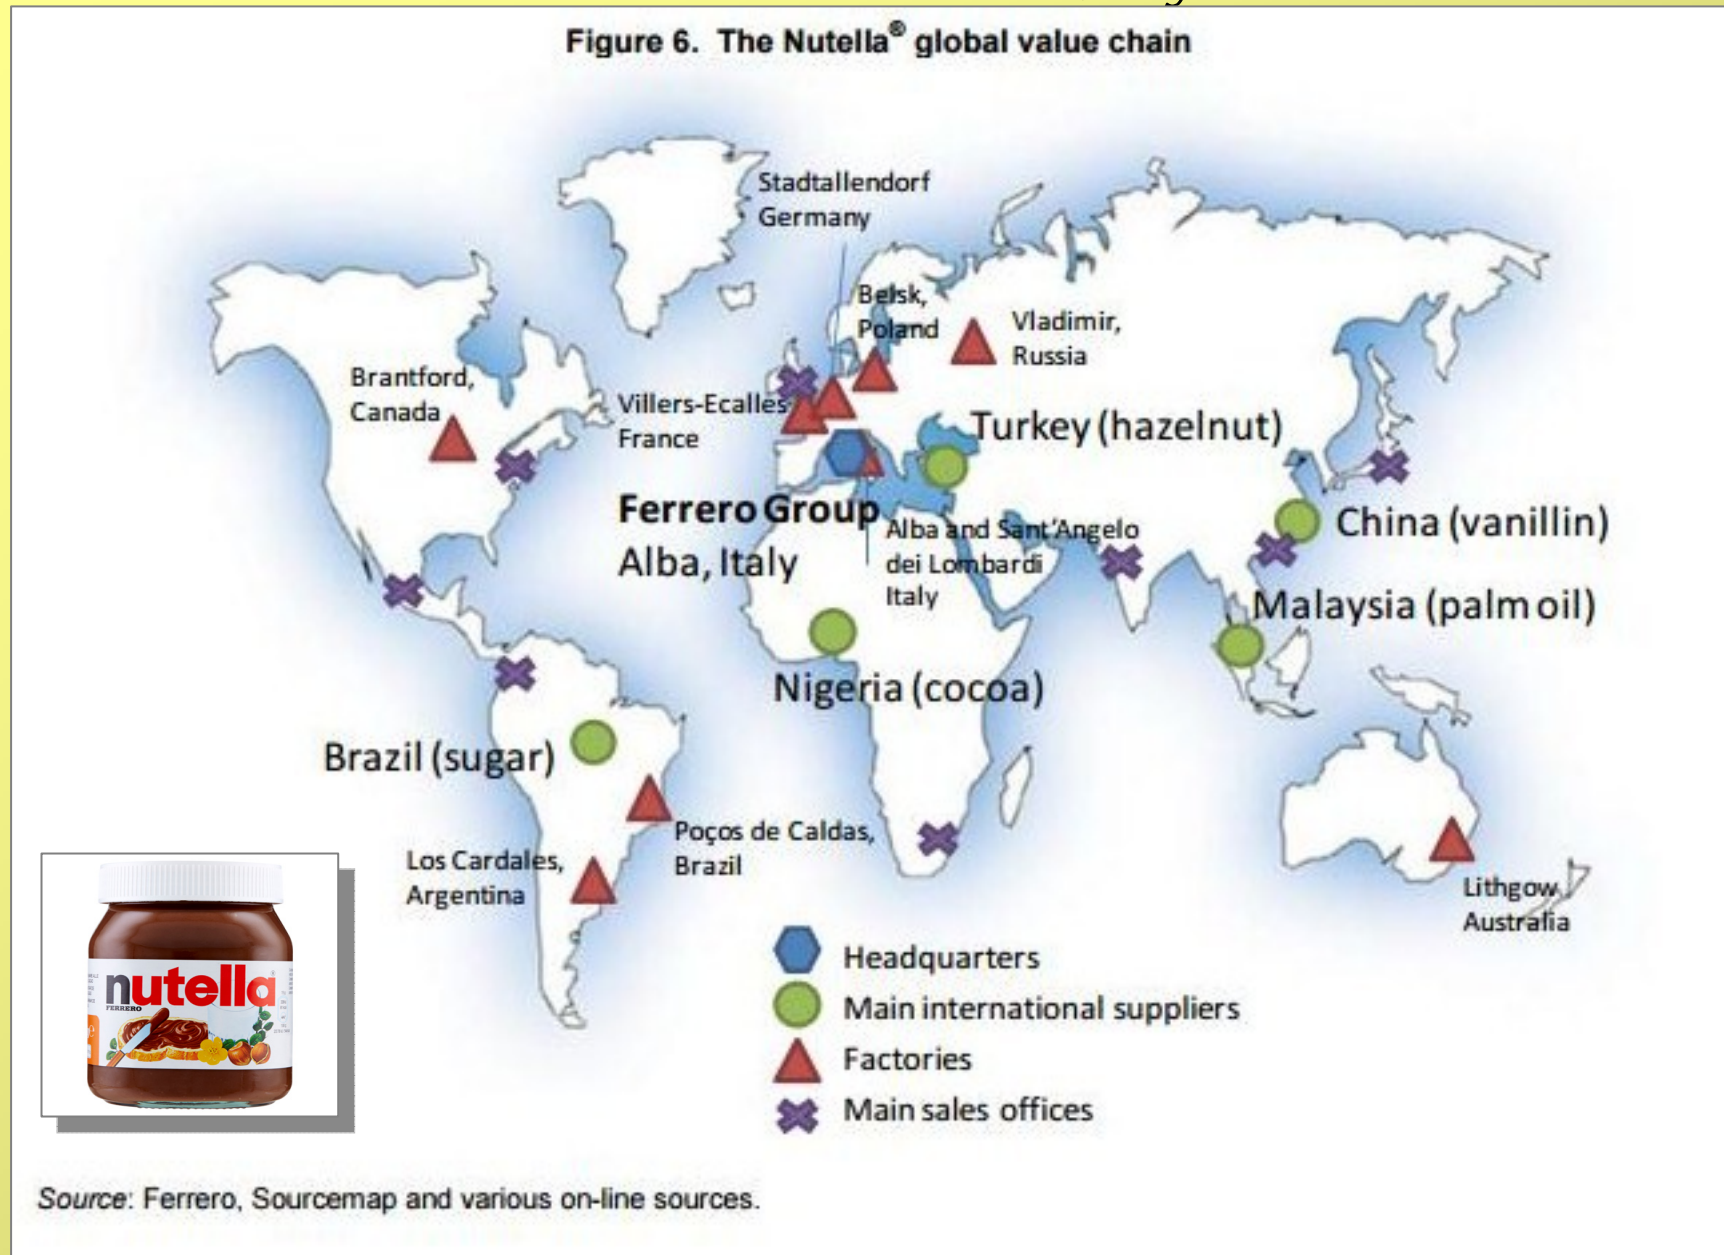 Figure 6. The Nutella® global value chain
Stadtallendorf
Germany
Belsk,
Poland
Vladimir,
Russia
Brantford,
Canada
Villers-Ecalles
France
Turkey (hazelnut)
Ferrero Group
Alba, Italy
Alba and Sant'Angelo
dei Lombardi
Italy
China (vanillin)
Malaysia (palm oil)
Nigeria (cocoa)
Brazil (sugar)
Poços de Caldas,
Brazil
Los Cardales,
Argentina
Lithgow
Australia
Headquarters
Main international suppliers
Factories
Main sales offices
nutella
FERRERO
Source: Ferrero, Sourcemap and various on-line sources.